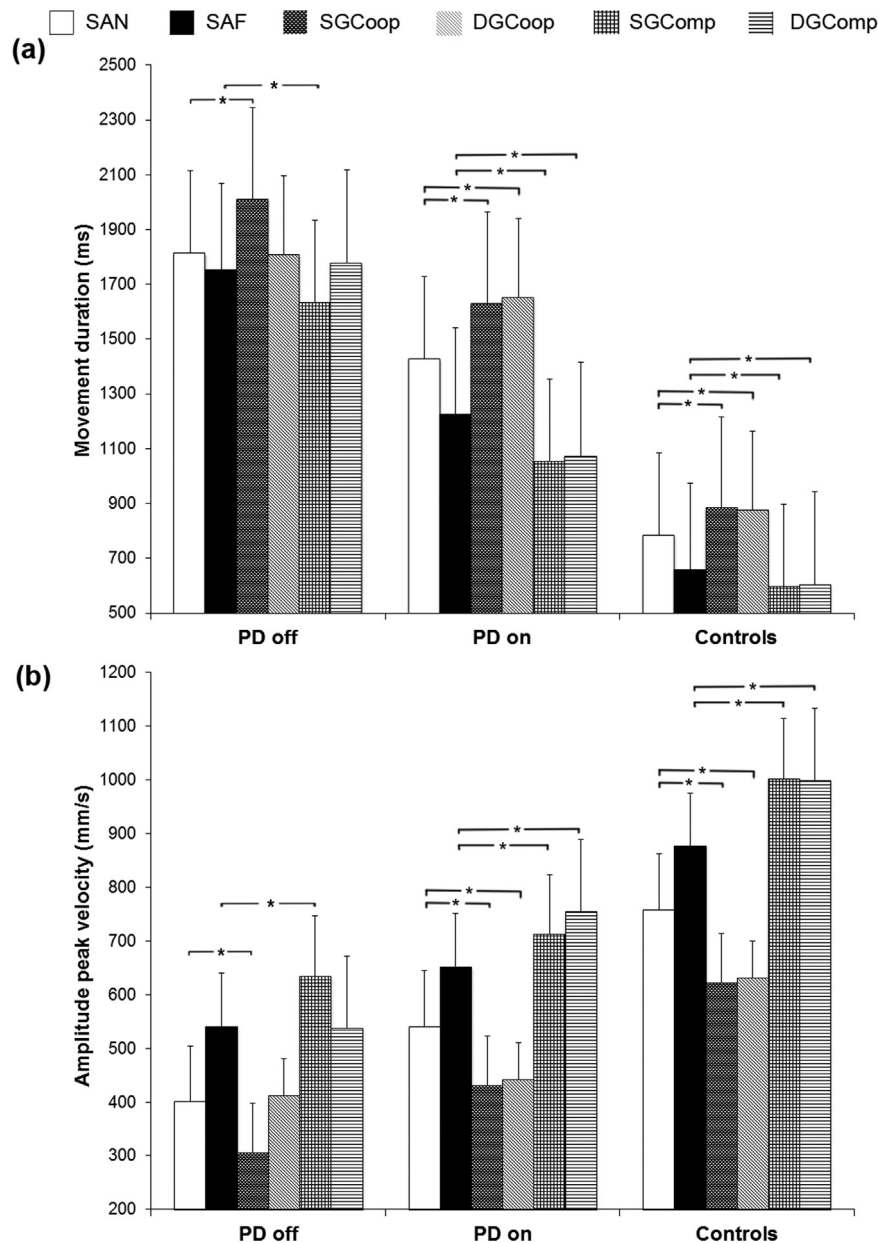 SAN SAF SGCoop DGCoop SGComp DGComp
(a)
Movement duration (ms)
2500
2300
2100
1900
1700
1500
1300
1100
900
700
500
* *
* * * *
* * * *
PD off PD on Controls
(b)
Amplitude peak velocity (mm/s)
1200
1100
1000
900
800
700
600
500
400
300
200
* *
* * * *
* * * *
PD off PD on Controls